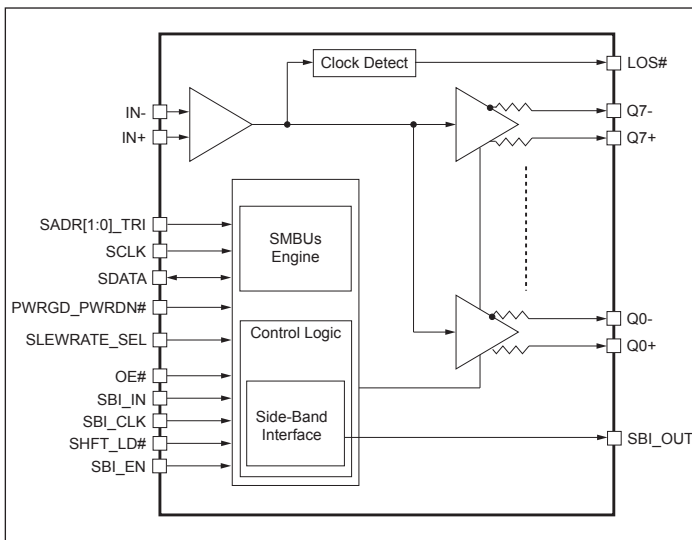 Clock Detect
LOS#
IN-
IN+
Q7-
Q7+
SADR[1:0]_TRI
SCLK
SDATA
PWRGD_PWRDN#
SLEWRATE_SEL
OE#
SBI_IN
SBI_CLK
SHFT_LD#
SBI_EN
SMBUs
Engine
Control Logic
Side-Band
Interface
Q0-
Q0+
SBI_OUT